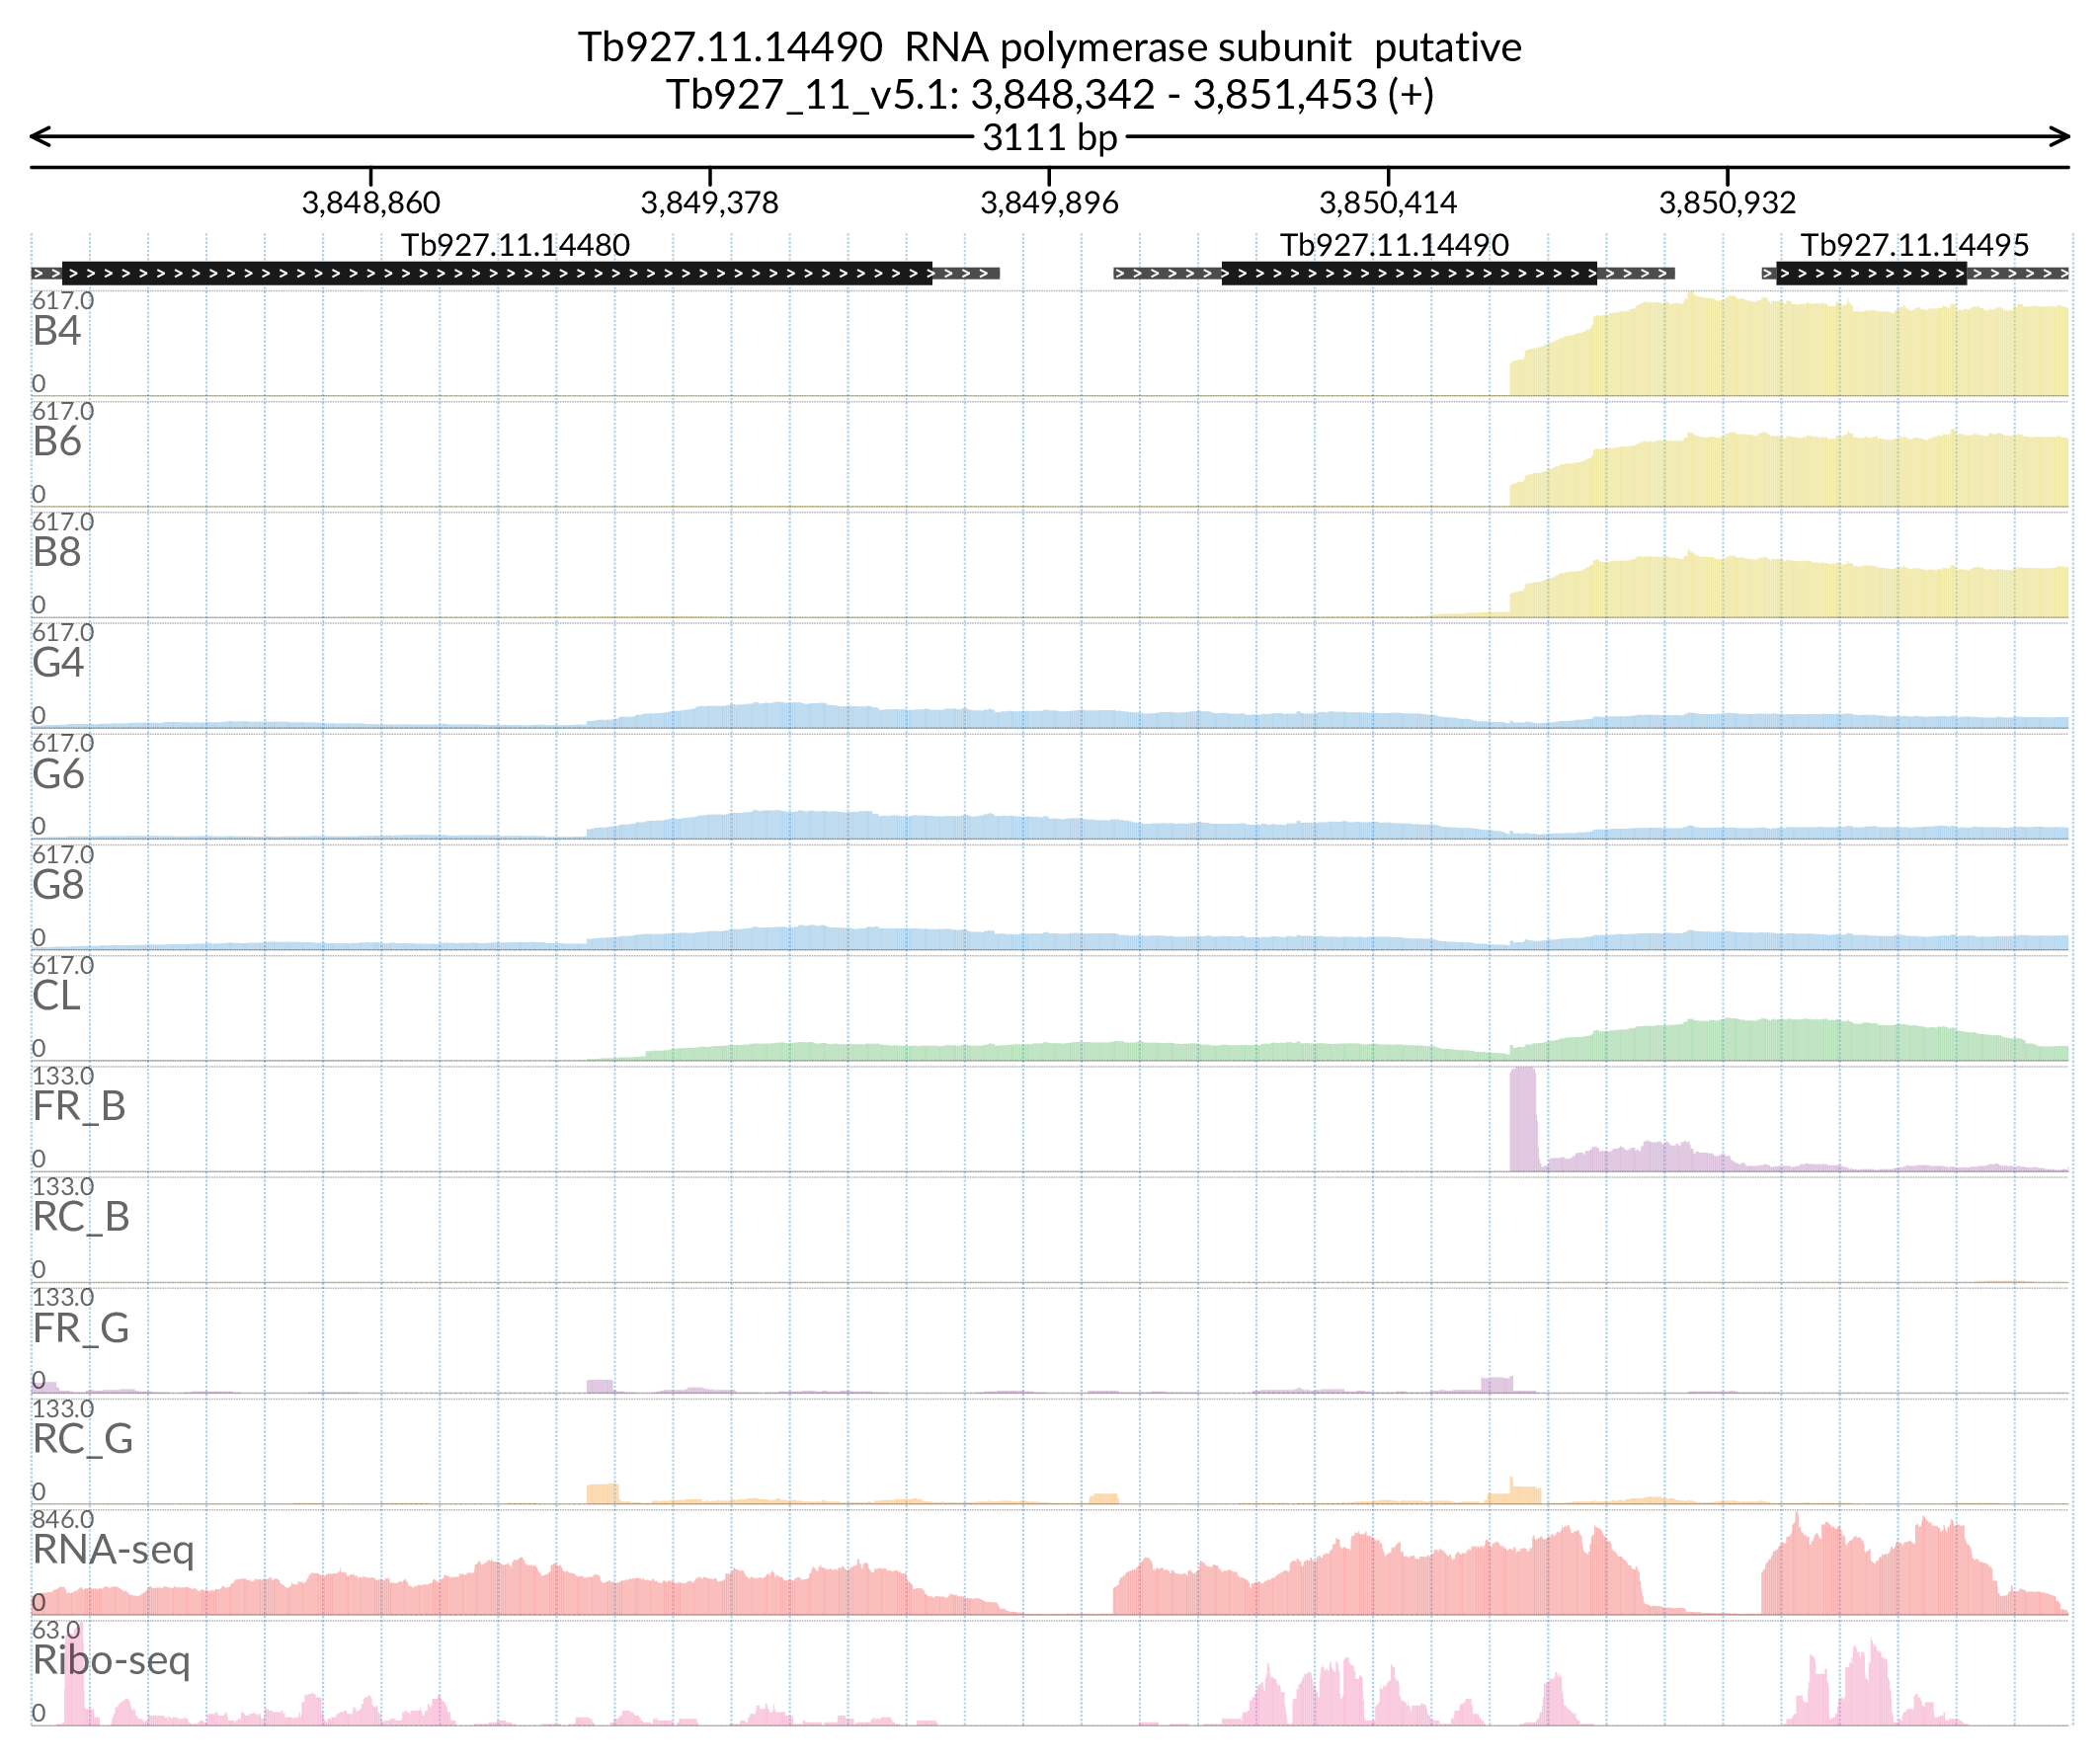 Tb927.11.14490  RNA polymerase subunit  putative
Tb927_11_v5.1: 3,848,342 - 3,851,453 (+)
3111 bp
3,848,860 3,849,378 3,849,896 3,850,414 3,850,932
Tb927.11.14480 Tb927.11.14490 Tb927.11.14495
617.0
B4
0
617.0
B6
0
617.0
B8
0
617.0
G4
0
617.0
G6
0
617.0
G8
0
617.0
CL
0
133.0
FR_B
0
133.0
RC_B
0
133.0
FR_G
0
133.0
RC_G
0
846.0
RNA-seq
0
63.0
Ribo-seq
0